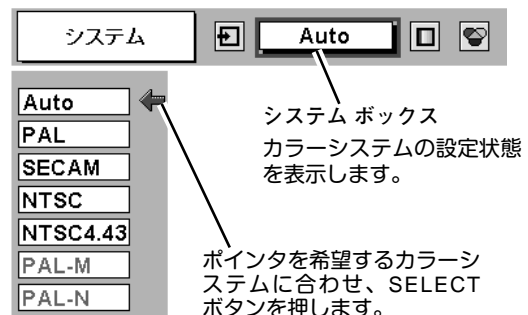 システム
Auto
Auto
PAL
SECAM
NTSC
NTSC4.43
PAL-M
PAL-N
システム ボックス
カラーシステムの設定状態
を表示します。
ポインタを希望するカラーシ
ステムに合わせ、SELECT
ボタンを押します。